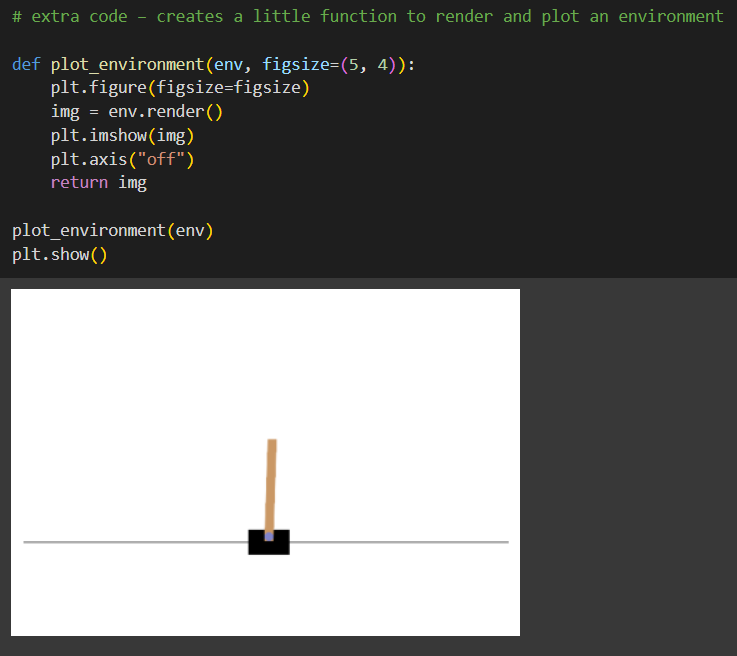 # extra code – creates a little function to render and plot an environment
def plot_environment(env, figsize=(5, 4)):
    plt.figure(figsize=figsize)
    img = env.render()
    plt.imshow(img)
    plt.axis("off")
    return img
plot_environment(env)
plt.show()